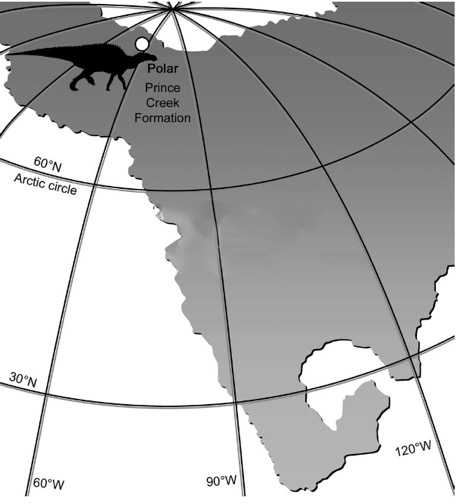 Polar
Prince
Creek
Formation
60°N
Arctic circle
30°N
60°W
90°W
120°W